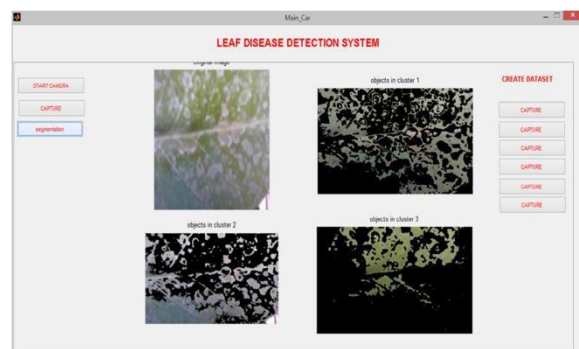 Main_Car
LEAF DISEASE DETECTION SYSTEM
START CAMERA
CAPTURE
segmentation
original image
objects in cluster 1
objects in cluster 2
objects in cluster 3
CREATE DATASET
CAPTURE
CAPTURE
CAPTURE
CAPTURE
CAPTURE
CAPTURE